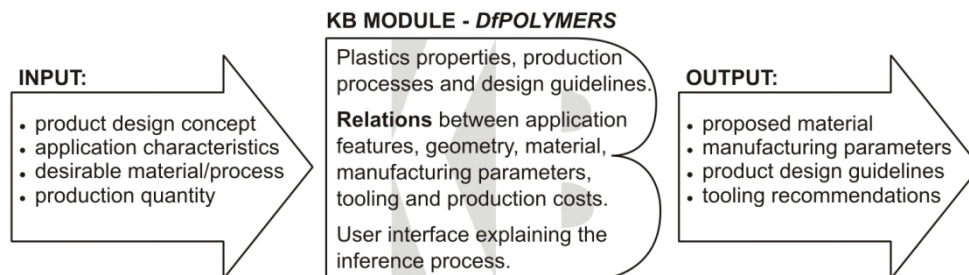 KB MODULE - DfPOLYMERS
INPUT:
• product design concept
• application characteristics
• desirable material/process
• production quantity
Plastics properties, production
processes and design guidelines.
Relations between application
features, geometry, material,
manufacturing parameters,
tooling and production costs.
User interface explaining the
inference process.
KB
OUTPUT:
• proposed material
• manufacturing parameters
• product design guidelines
• tooling recommendations